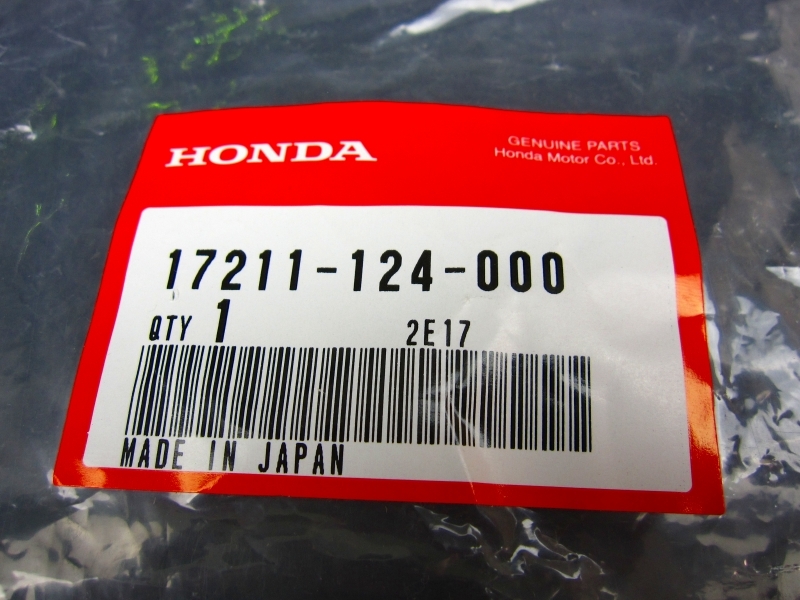 HONDA
GENUINE PARTS
Honda Motor Co., Ltd.
17211-124-000
QTY 1 2E17
MADE IN JAPAN